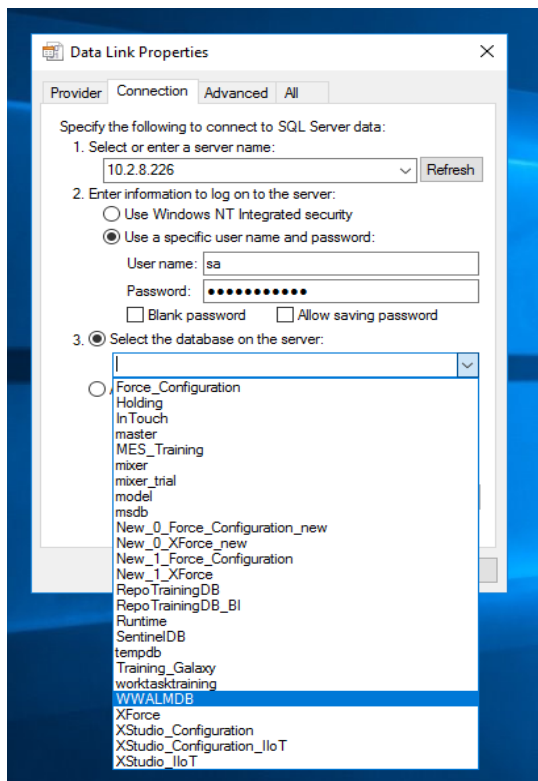 Data Link Properties
Provider Connection Advanced All
Specify the following to connect to SQL Server data:
1. Select or enter a server name:
10.2.8.226 Refresh
2. Enter information to log on to the server:
Use Windows NT Integrated security
Use a specific user name and password:
User name: sa
Password: ●●●●●●●●●●●
Blank password Allow saving password
3. Select the database on the server:
Force_Configuration
Holding
InTouch
master
MES_Training
mixer
mixer_trial
model
msdb
New_0_Force_Configuration_new
New_0_XForce_new
New_1_Force_Configuration
New_1_XForce
RepoTrainingDB
RepoTrainingDB_BI
Runtime
SentinelDB
tempdb
Training_Galaxy
worktasktraining
WWALMDB
XForce
XStudio_Configuration
XStudio_Configuration_IIoT
XStudio_IIoT